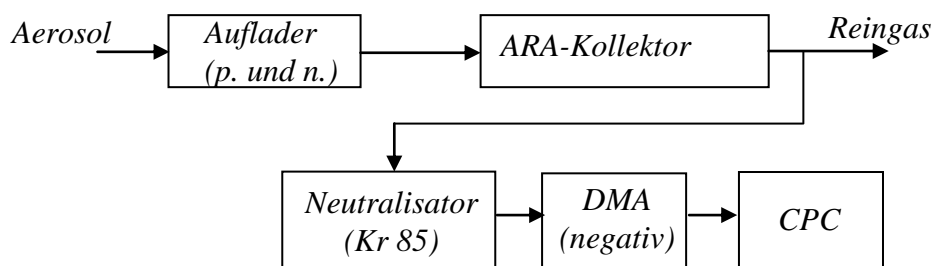 Aerosol
Auflader
(p. und n.)
ARA-Kollektor
Reingas
Neutralisator
(Kr 85)
DMA
(negativ)
CPC